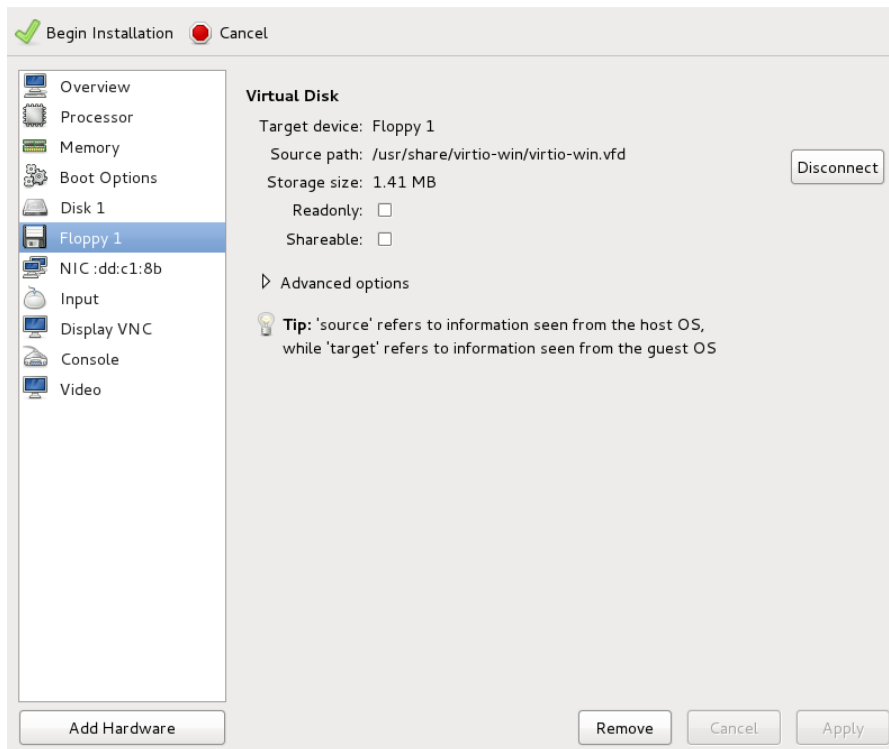 Begin Installation Cancel
Overview
Processor
Memory
Boot Options
Disk 1
Floppy 1
NIC :dd:c1:8b
Input
Display VNC
Console
Video
Add Hardware
Virtual Disk
Target device: Floppy 1
Source path: /usr/share/virtio-win/virtio-win.vfd
Disconnect
Storage size: 1.41 MB
Readonly:
Shareable:
Advanced options
Tip: 'source' refers to information seen from the host OS,
while 'target' refers to information seen from the guest OS
Remove Cancel Apply